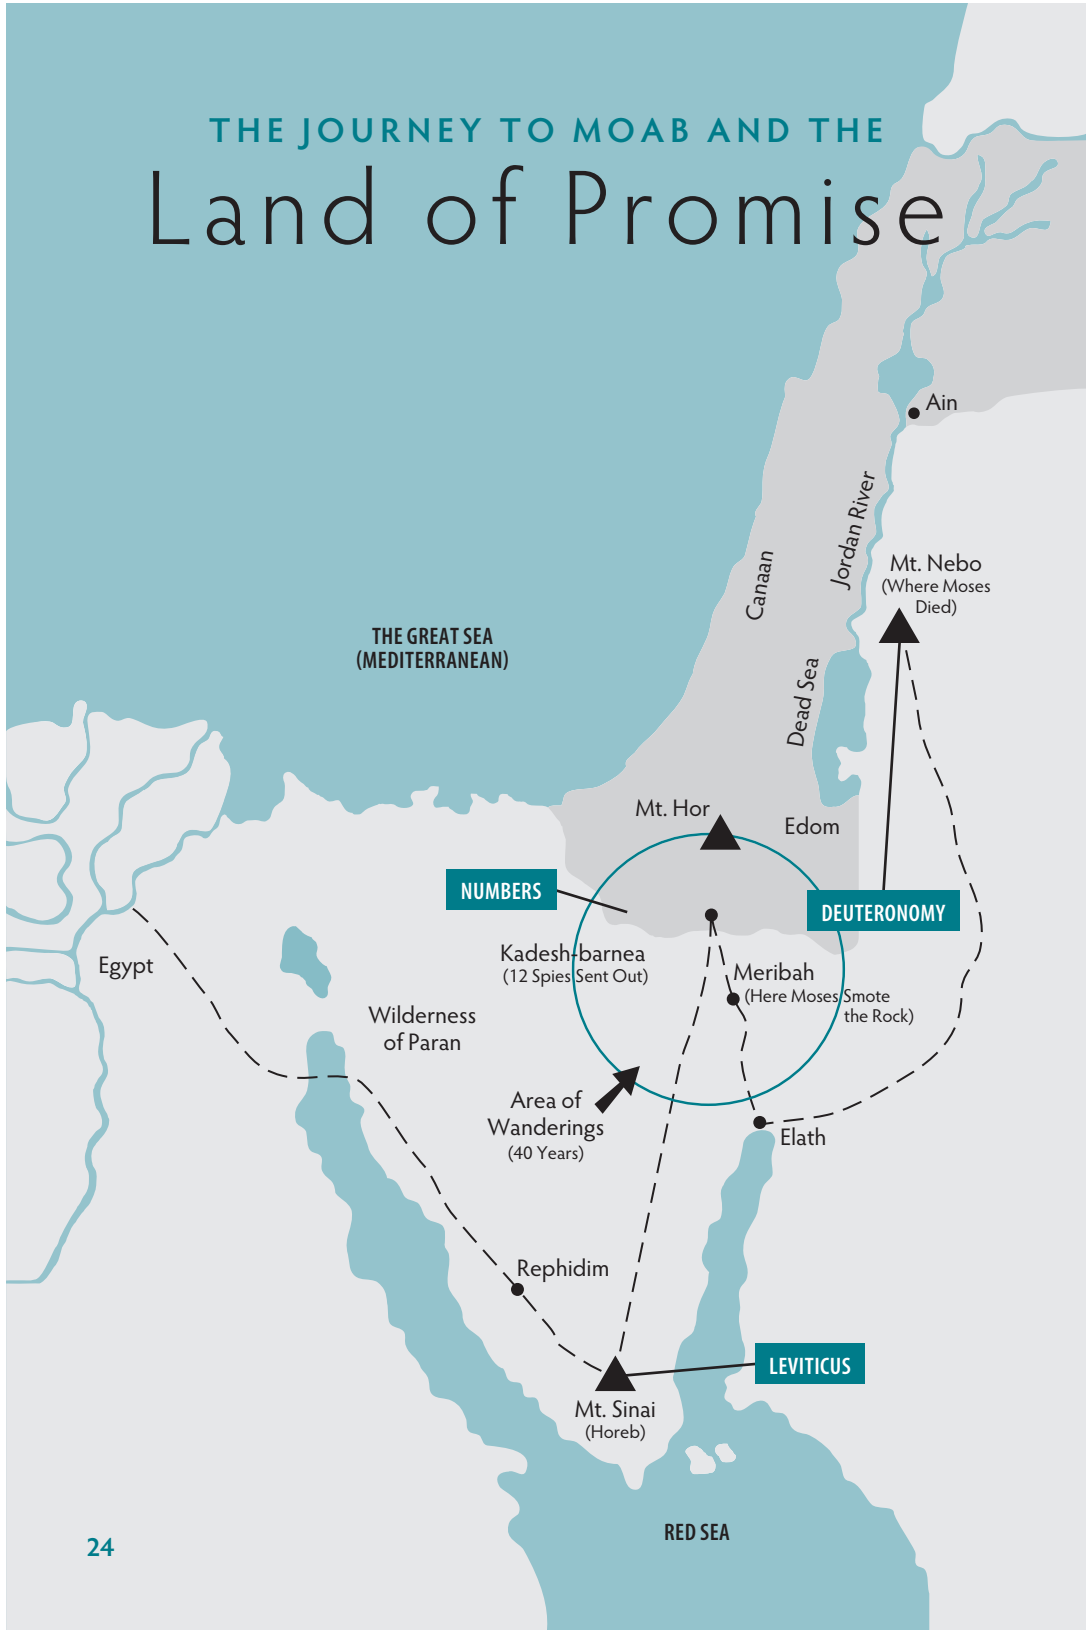 THE JOURNEY TO MOAB AND THE
Land of Promise
Ain
Jordan River
Canaan
Mt. Nebo
(Where Moses
Died)
THE GREAT SEA
(MEDITERRANEAN)
Dead Sea
Mt. Hor
Edom
NUMBERS
DEUTERONOMY
Kadesh-barnea
(12 Spies Sent Out)
Egypt
Meribah
(Here Moses Smote
the Rock)
Wilderness
of Paran
Area of
Wanderings
(40 Years)
Elath
Rephidim
LEVITICUS
Mt. Sinai
(Horeb)
RED SEA
24